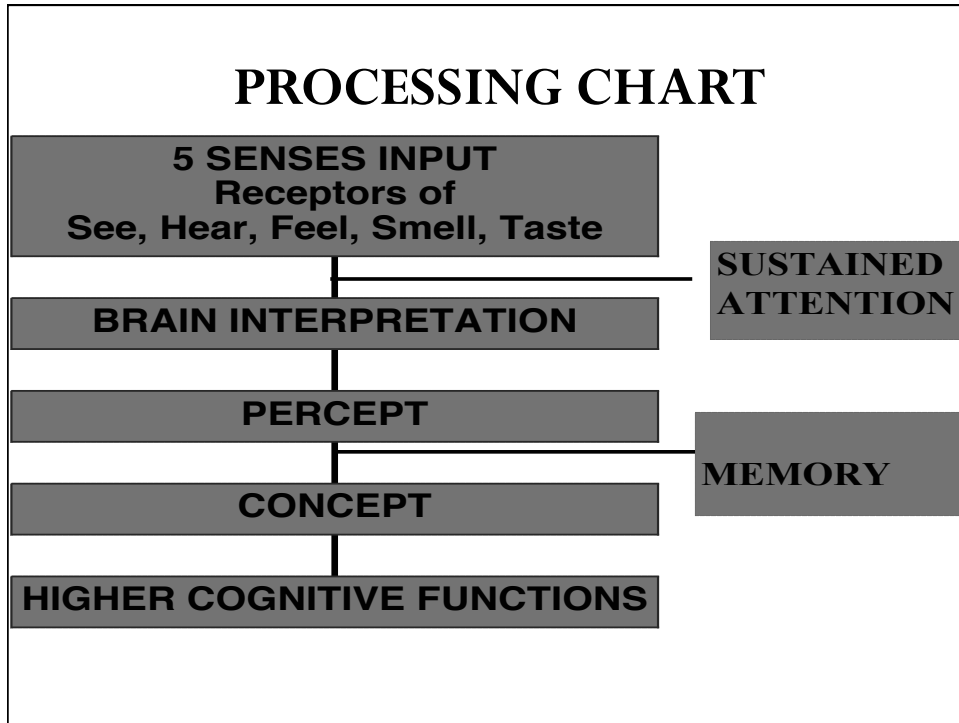 PROCESSING CHART
5 SENSES INPUT
Receptors of
See, Hear, Feel, Smell, Taste
SUSTAINED
ATTENTION
BRAIN INTERPRETATION
PERCEPT
MEMORY
CONCEPT
HIGHER COGNITIVE FUNCTIONS